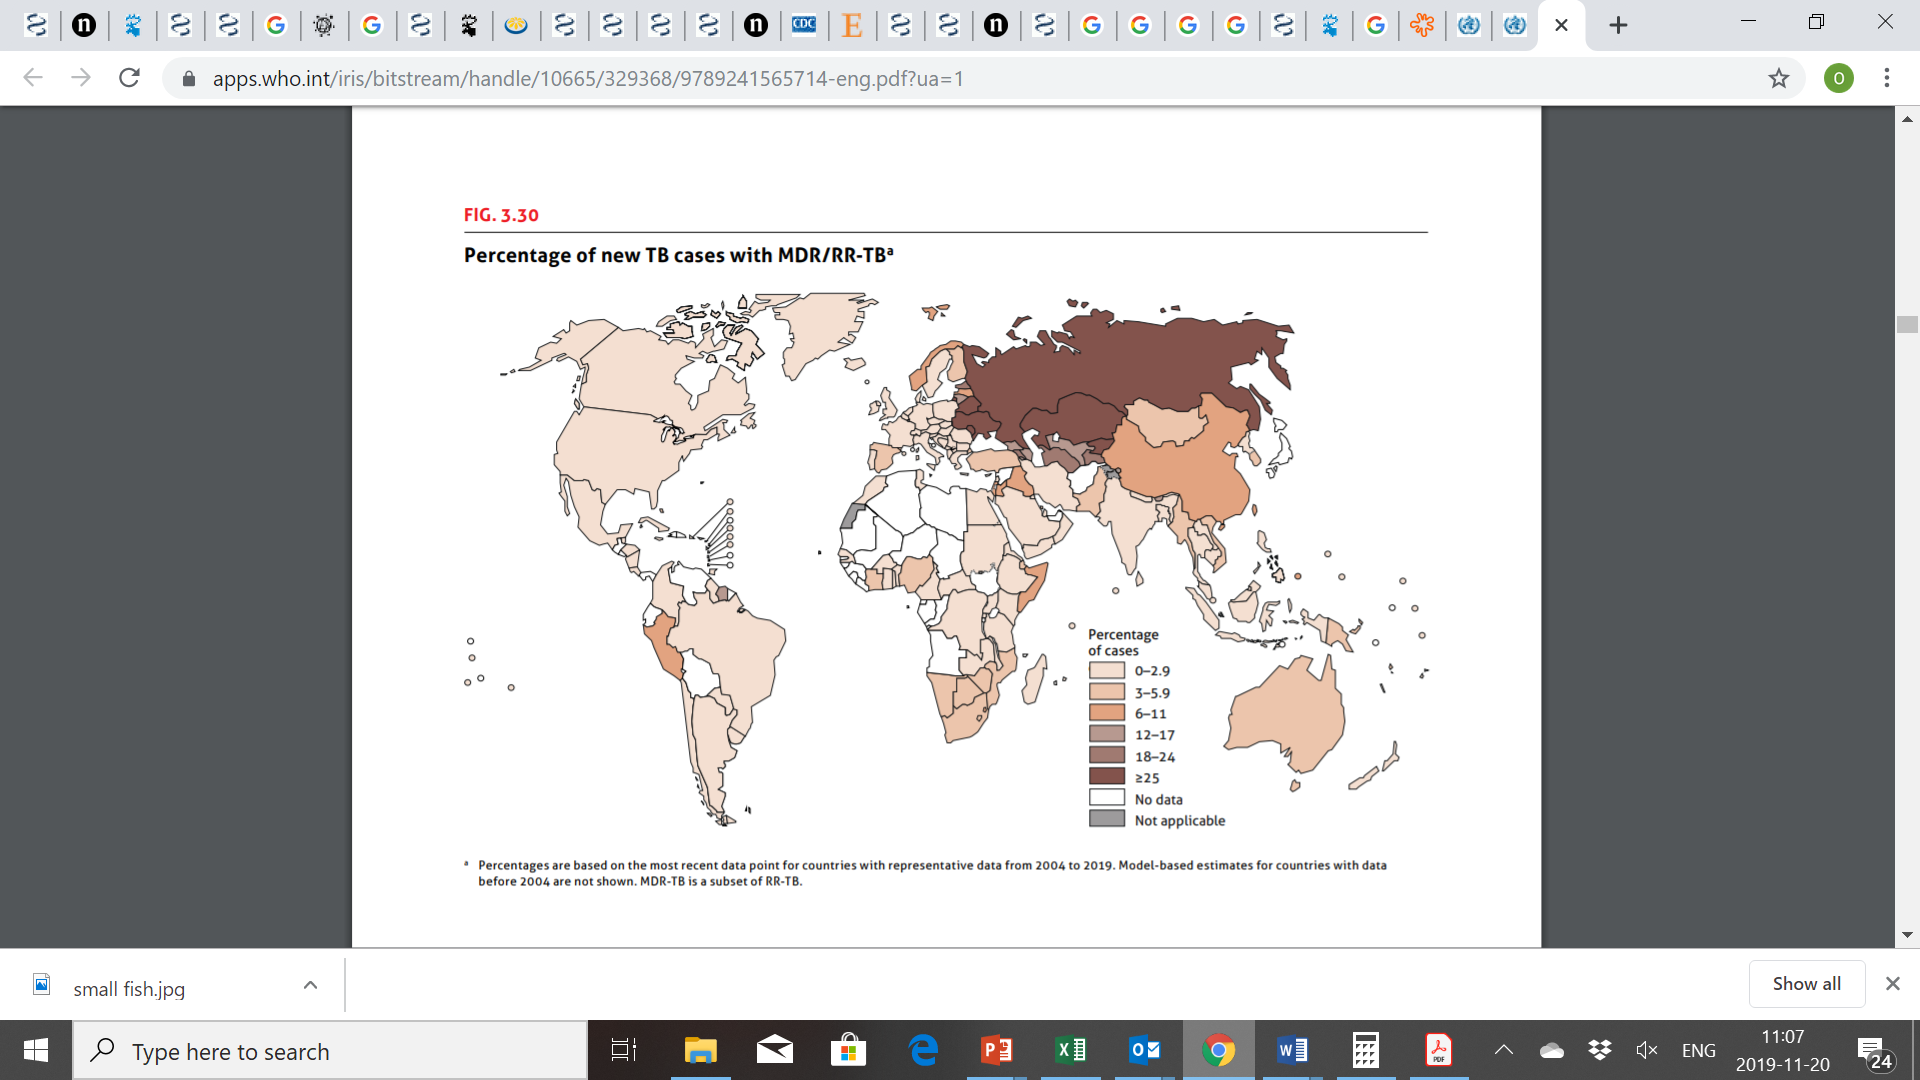 CDC
apps.who.int/iris/bitstream/handle/10665/329368/9789241565714-eng.pdf?ua=1
O
FIG. 3.30
Percentage of new TB cases with MDR/RR-TBᵃ
Percentage
of cases
0–2.9
3–5.9
6–11
12–17
18–24
≥25
No data
Not applicable
ᵃ Percentages are based on the most recent data point for countries with representative data from 2004 to 2019. Model-based estimates for countries with data
before 2004 are not shown. MDR-TB is a subset of RR-TB.
small fish.jpg
Show all
Type here to search
ENG
11:07
2019-11-20
24